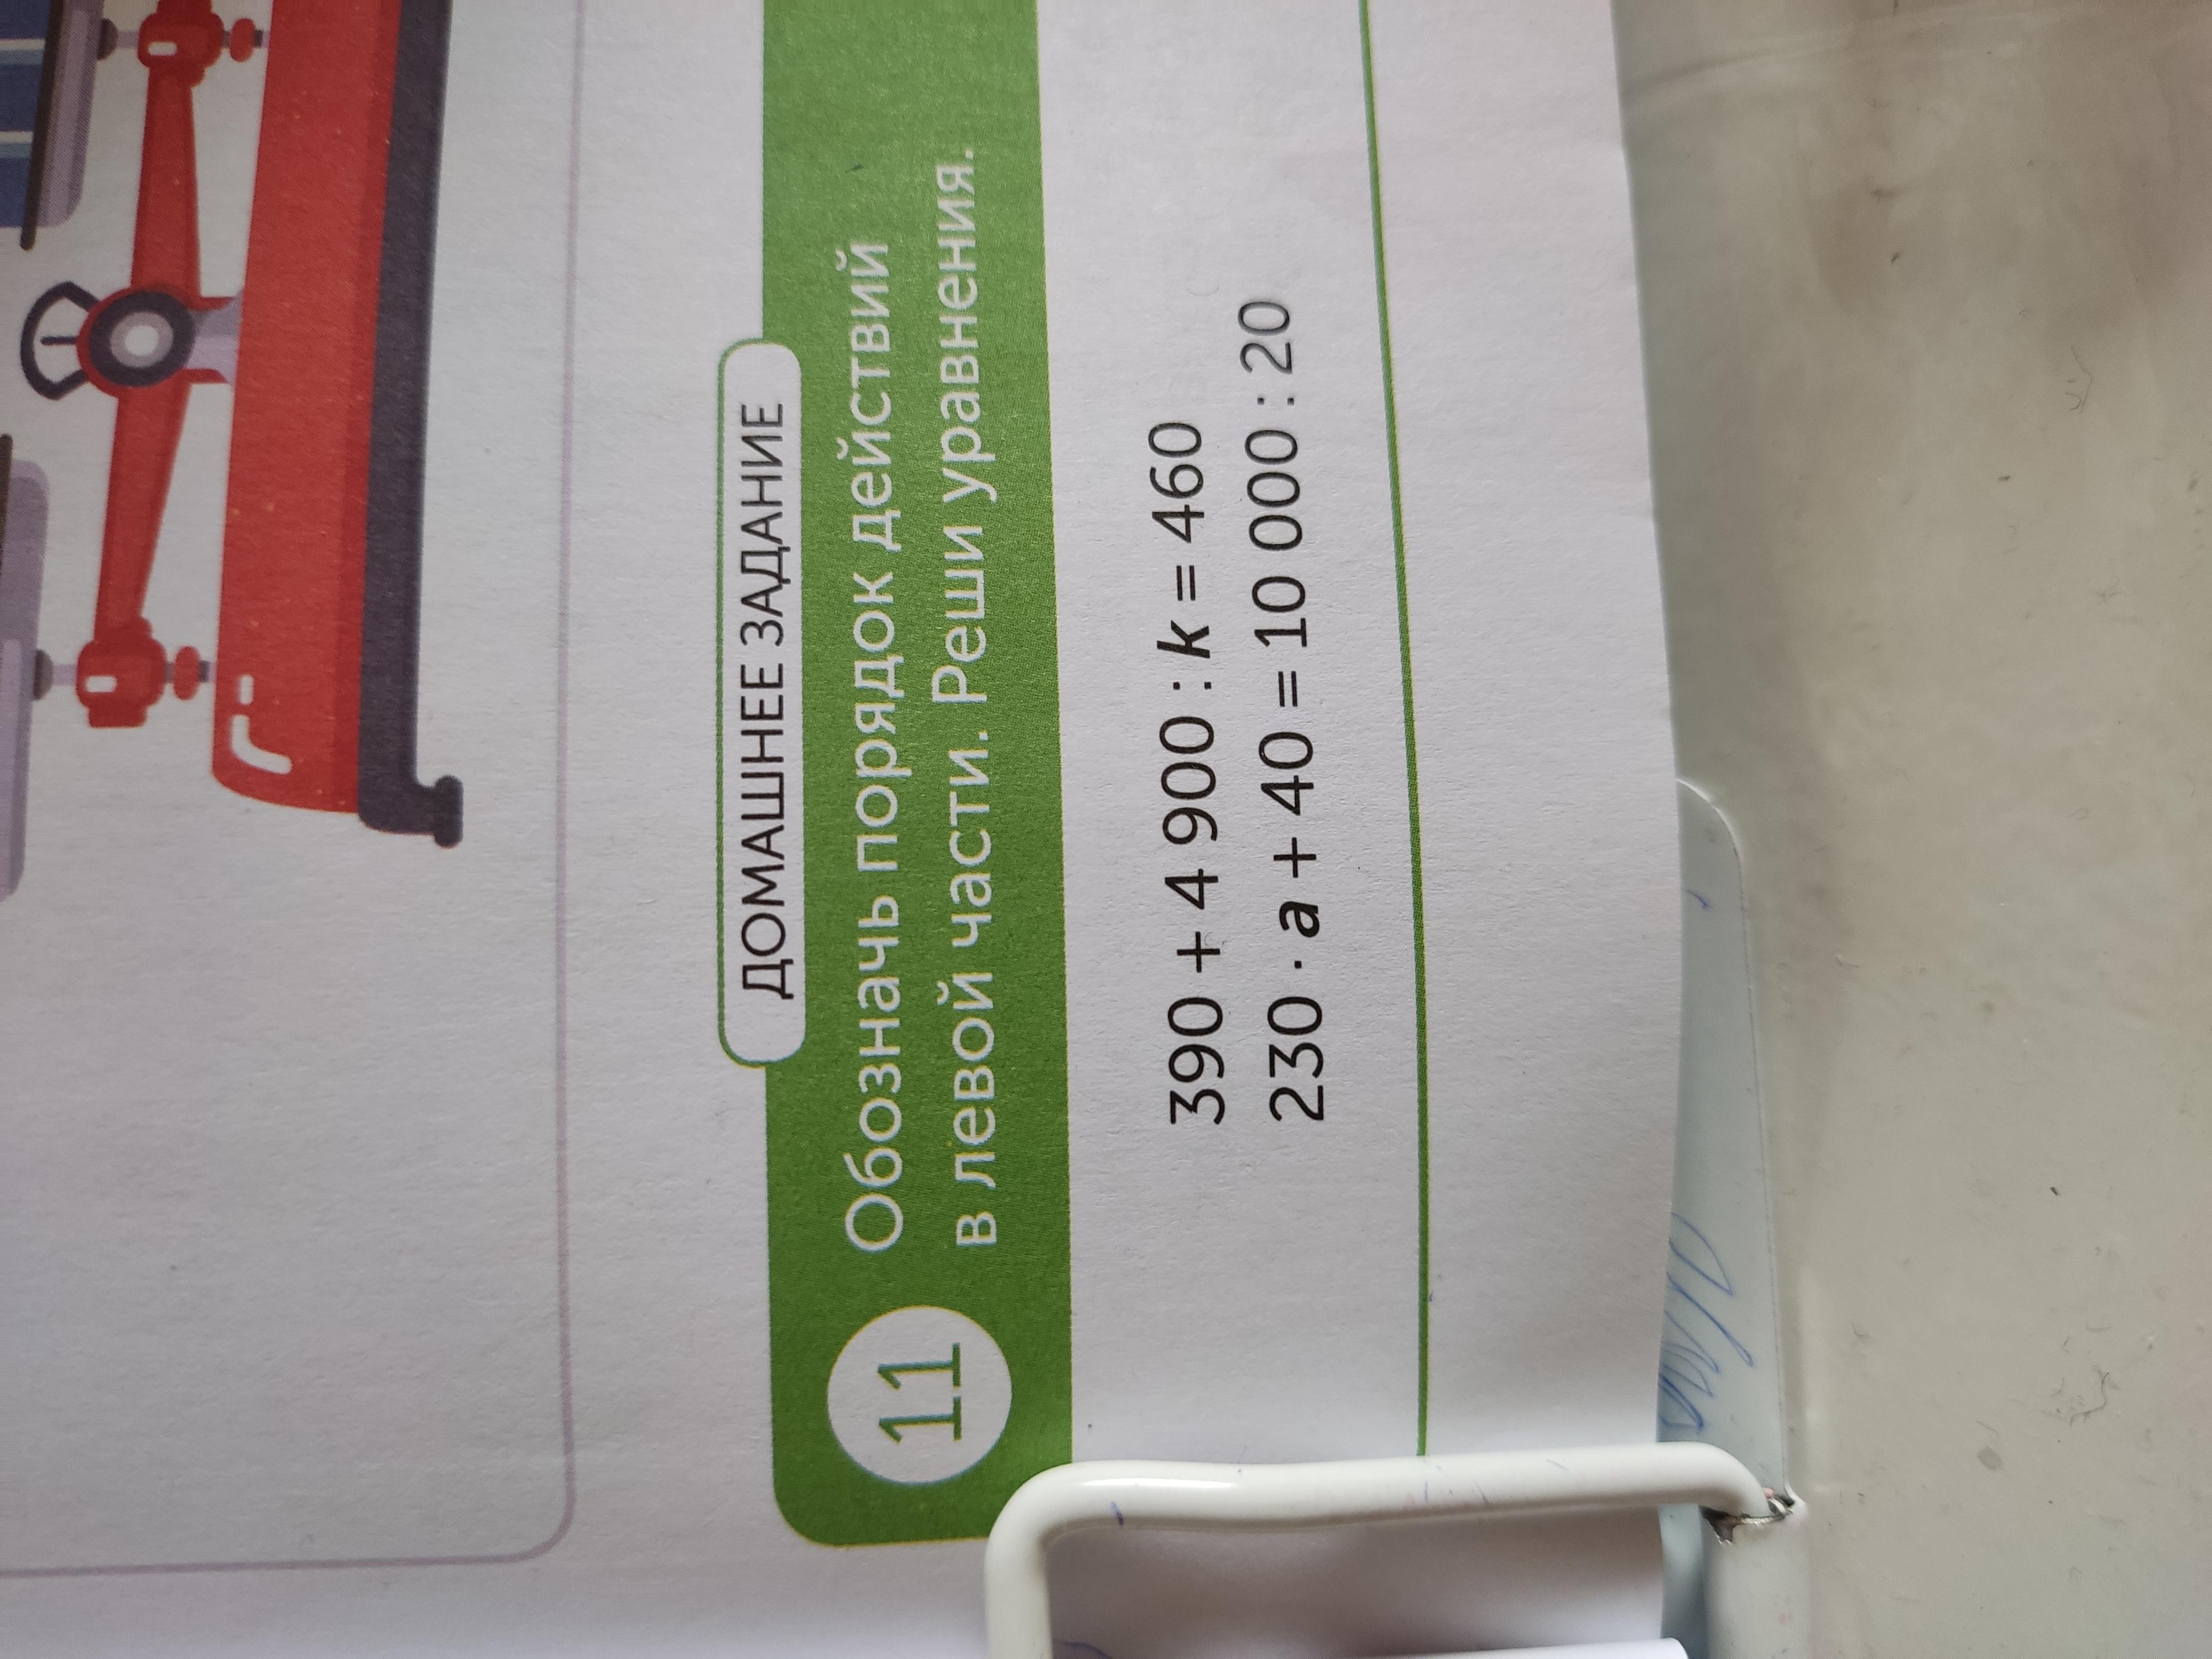 ДОМАШНЕЕ ЗАДАНИЕ
11
Обозначь порядок действий
в левой части. Реши уравнения.
390 + 4 900 : k = 460
230 · a + 40 = 10 000 : 20